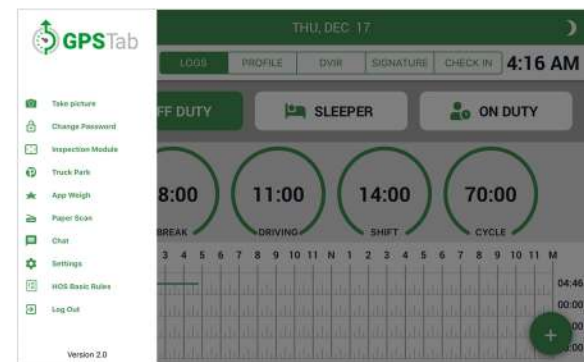 GPSTab
THU, DEC 17
LOGS PROFILE DVIR SIGNATURE CHECK IN 4:16 AM
Take picture
Change Password
Inspection Module
Truck Park
App Weigh
Paper Scan
Chat
Settings
HOS Basic Rules
Log Out
Version 2.0
FF DUTY SLEEPER ON DUTY
8:00 11:00 14:00 70:00
BREAK DRIVING SHIFT CYCLE
3 4 5 6 7 8 9 10 11 N 1 2 3 4 5 6 7 8 9 10 11 M
04:46
00:00
:00
:00
+